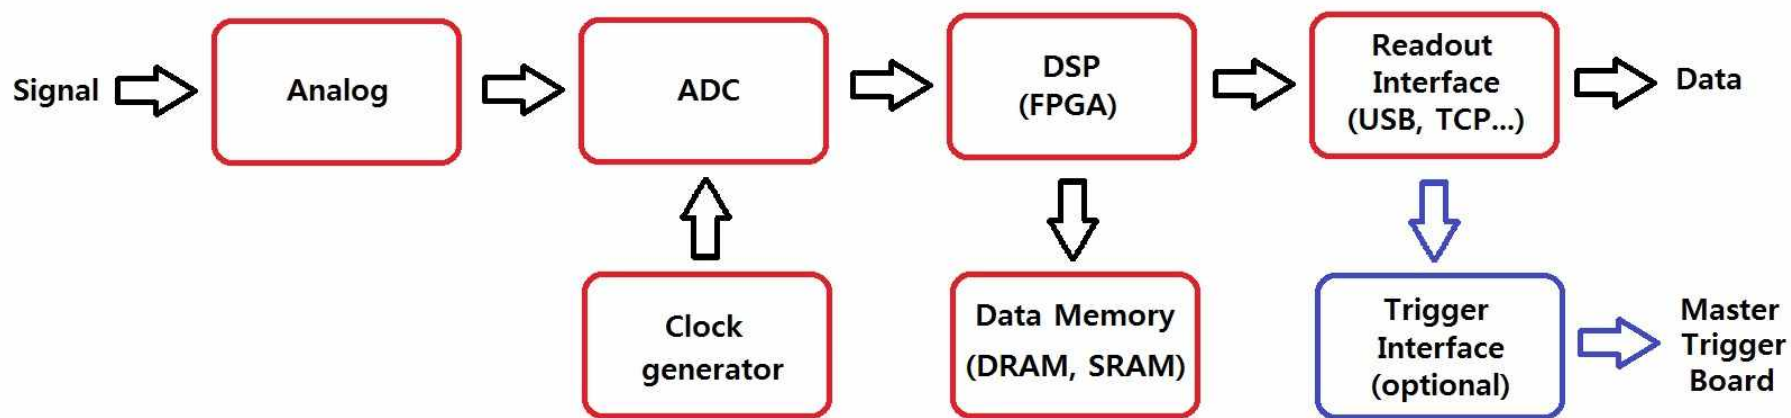 Signal
Analog
ADC
DSP
(FPGA)
Readout
Interface
(USB, TCP...)
Data
Clock
generator
Data Memory
(DRAM, SRAM)
Trigger
Interface
(optional)
Master
Trigger
Board